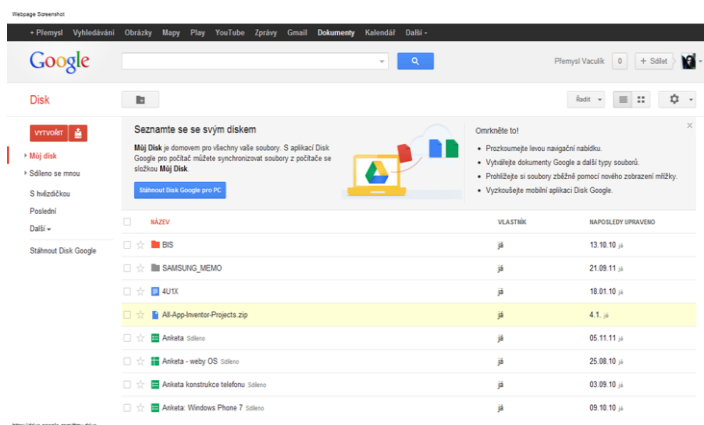 Webpage Screenshot
+ Přemysl Vyhledávání Obrázky Mapy Play YouTube Zprávy Gmail Dokumenty Kalendář Další
Google
Přemysl Vaculík 0 + Sdílet
Disk
Řadit
VYTVOŘIT
Můj disk
Sdíleno se mnou
S hvězdičkou
Poslední
Další
Stáhnout Disk Google
Seznamte se se svým diskem
Můj Disk je domovem pro všechny vaše soubory. S aplikací Disk
Google pro počítač můžete synchronizovat soubory z počítače se
složkou Můj Disk.
Stáhnout Disk Google pro PC
Omrkněte to!
Prozkoumejte levou navigační nabídku.
Vytvářejte dokumenty Google a další typy souborů.
Prohlížejte si soubory zběžně pomocí nového zobrazení mřížky.
Vyzkoušejte mobilní aplikaci Disk Google.
NÁZEV VLASTNÍK NAPOSLEDY UPRAVENO
BIS já 13.10.10 já
SAMSUNG_MEMO já 21.09.11 já
4U1X já 18.01.10 já
All-App-Inventor-Projects.zip já 4.1. já
Anketa Sdíleno já 05.11.11 já
Anketa - weby OS Sdíleno já 25.08.10 já
Anketa konstrukce telefonu Sdíleno já 03.09.10 já
Anketa: Windows Phone 7 Sdíleno já 09.10.10 já